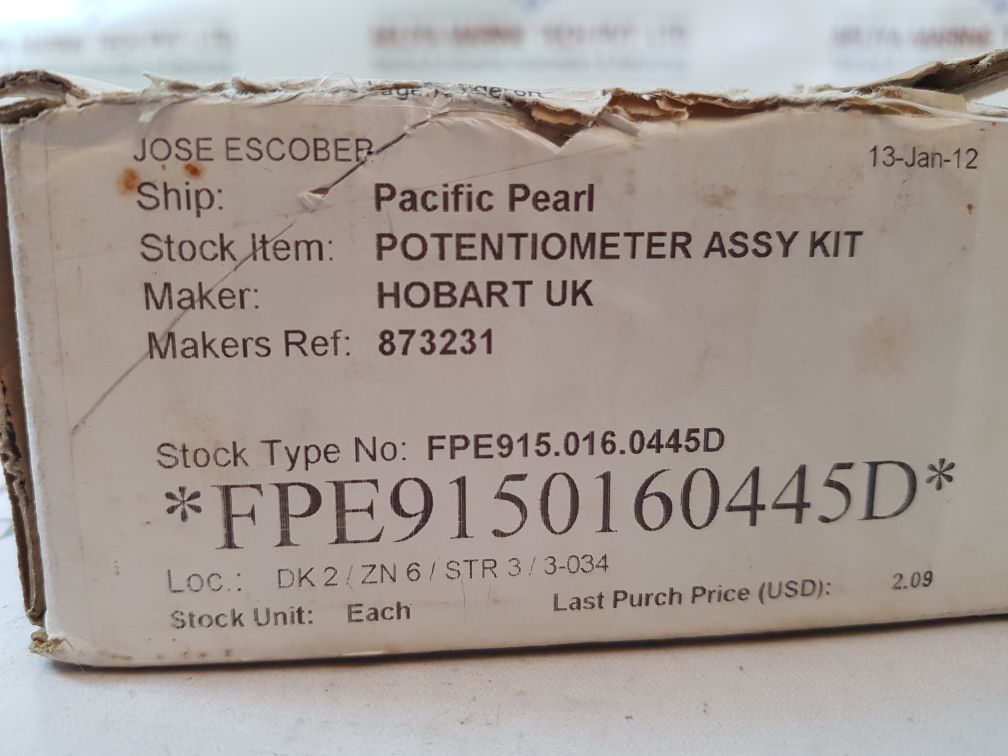 JOSE ESCOBER
13-Jan-12
Ship: Pacific Pearl
Stock Item: POTENTIOMETER ASSY KIT
Maker: HOBART UK
Makers Ref: 873231
Stock Type No: FPE915.016.0445D
*FPE9150160445D*
Loc.: DK 2 / ZN 6 / STR 3 / 3-034
Stock Unit: Each
Last Purch Price (USD): 2.09